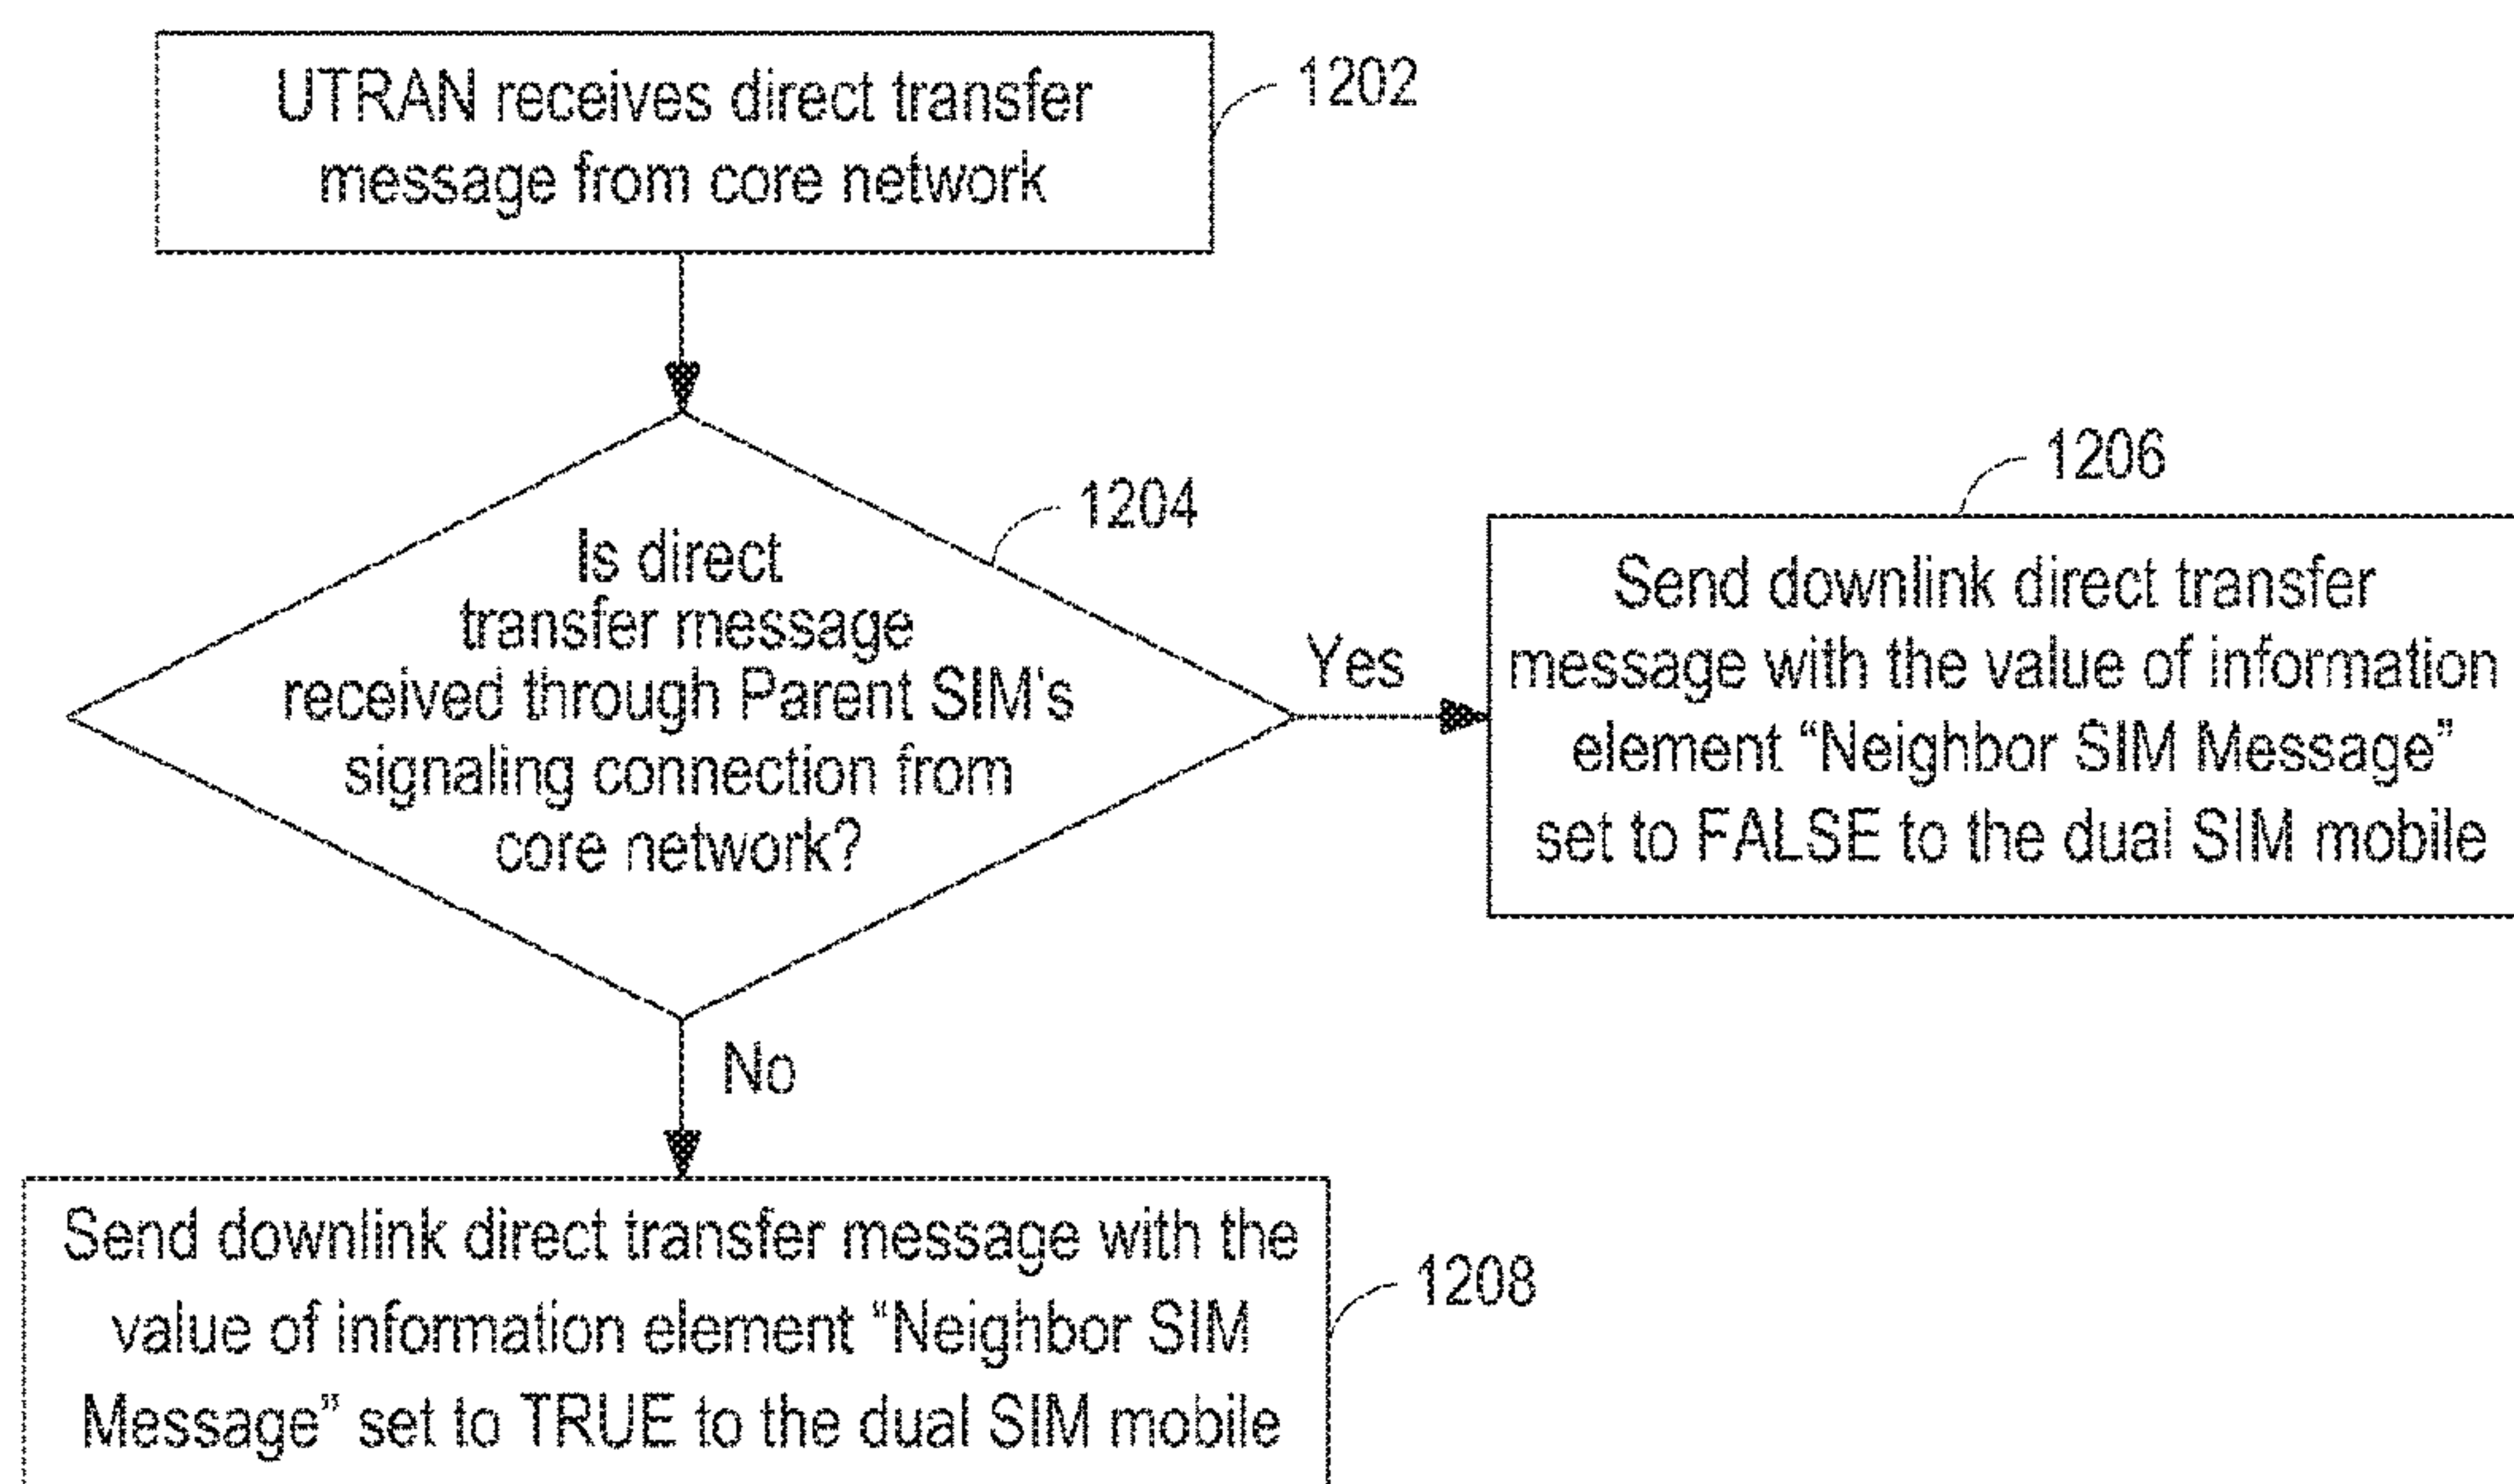 UTRAN receives direct transfer
message from core network
1202
Is direct
transfer message
received through Parent SIM's
signaling connection from
core network?
1204
Yes
1206
Send downlink direct transfer
message with the value of information
element “Neighbor SIM Message”
set to FALSE to the dual SIM mobile
No
Send downlink direct transfer message with the
value of information element “Neighbor SIM
Message” set to TRUE to the dual SIM mobile
1208